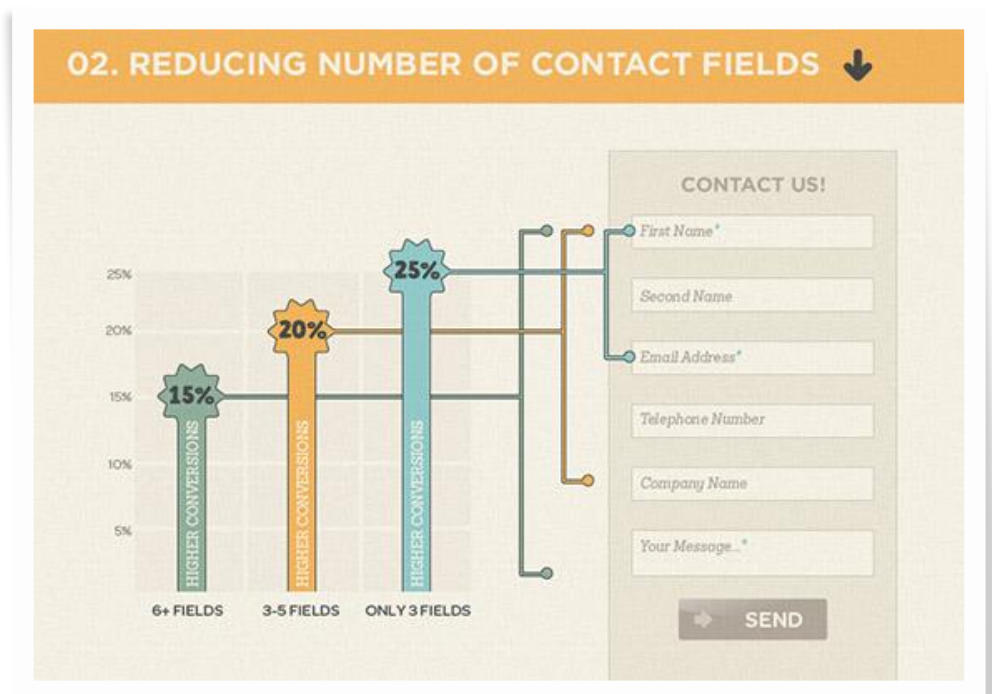 02. REDUCING NUMBER OF CONTACT FIELDS
CONTACT US!
First Name*
Second Name
Email Address*
Telephone Number
Company Name
Your Message...*
SEND
25%
20%
15%
10%
5%
15%
20%
25%
HIGHER CONVERSIONS
HIGHER CONVERSIONS
HIGHER CONVERSIONS
6+ FIELDS
3-5 FIELDS
ONLY 3 FIELDS